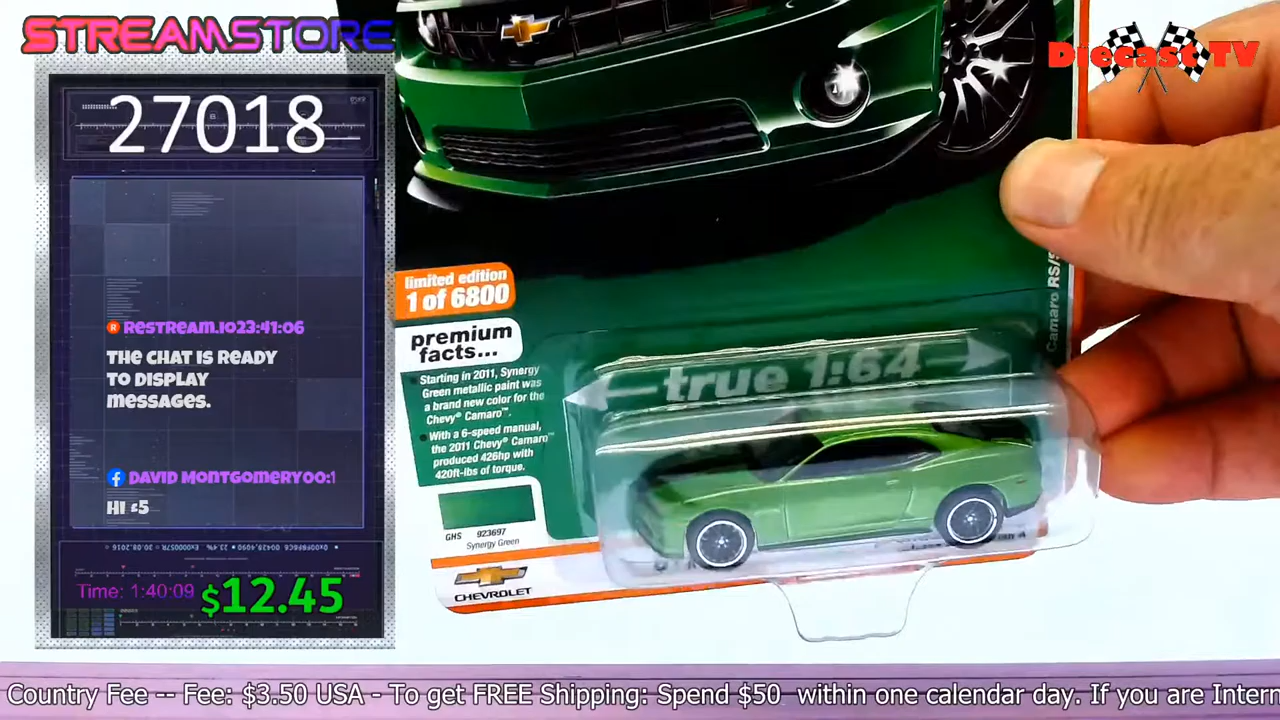 STREAMSTORE
Diecast TV
27018
RESTREAM.IO23:41:06
THE CHAT IS READY
TO DISPLAY
MESSAGES.
DAVID MONTGOMERY00:1
HI £5
Time: 1:40:09
$12.45
limited edition
1 of 6800
premium
facts...
Starting in 2011, Synergy
Green metallic paint was
a brand new color for the
Chevy® Camaro™.
With a 6-speed manual,
the 2011 Chevy® Camaro™
produced 426hp with
420ft-lbs of torque.
GHS 923697
Synergy Green
CHEVROLET
true 1:64
Camaro RS/S
Country Fee -- Fee: $3.50 USA - To get FREE Shipping: Spend $50 within one calendar day. If you are Intern